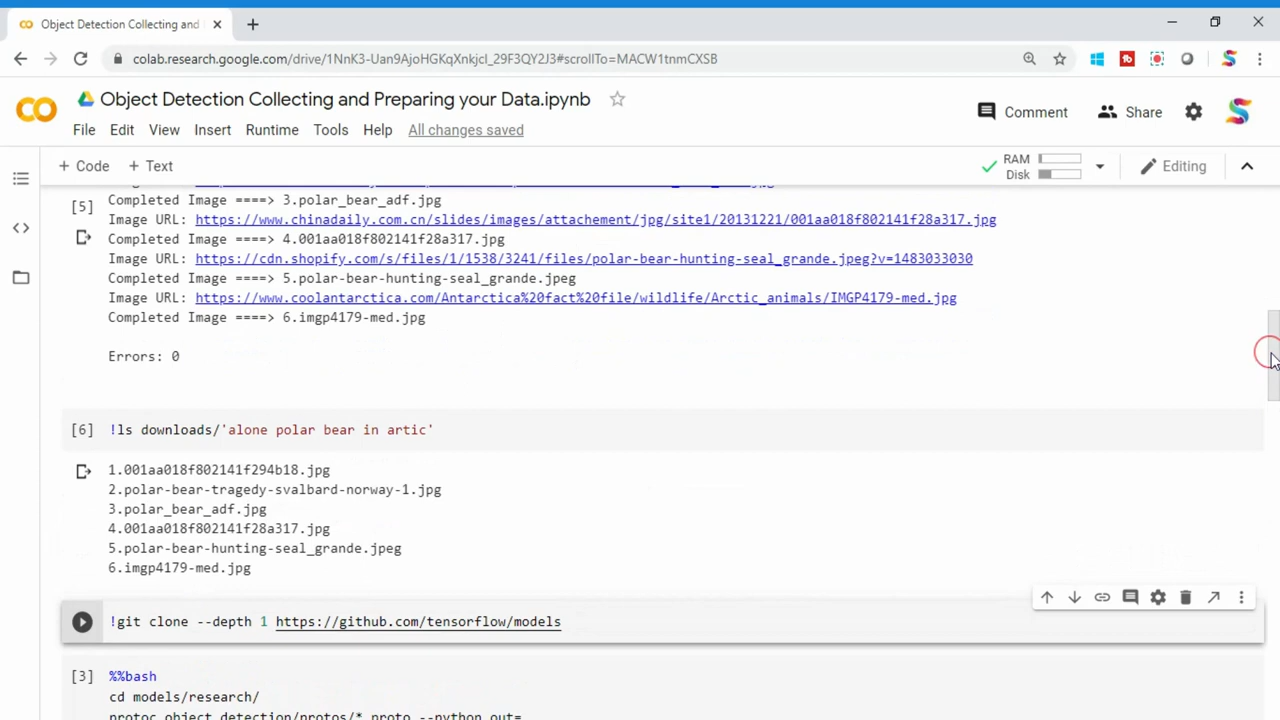 Object Detection Collecting and
colab.research.google.com/drive/1NnK3-Uan9AjoHGKqXnkjcI_29F3QY2J3#scrollTo=MACW1tnmCXSB
Object Detection Collecting and Preparing your Data.ipynb
Comment
Share
File Edit View Insert Runtime Tools Help All changes saved
+ Code + Text
RAM
Disk
Editing
[5]
Completed Image ====> 3.polar_bear_adf.jpg
Image URL: https://www.chinadaily.com.cn/slides/images/attachement/jpg/site1/20131221/001aa018f802141f28a317.jpg
Completed Image ====> 4.001aa018f802141f28a317.jpg
Image URL: https://cdn.shopify.com/s/files/1/1538/3241/files/polar-bear-hunting-seal_grande.jpeg?v=1483033030
Completed Image ====> 5.polar-bear-hunting-seal_grande.jpeg
Image URL: https://www.coolantarctica.com/Antarctica%20fact%20file/wildlife/Arctic_animals/IMGP4179-med.jpg
Completed Image ====> 6.imgp4179-med.jpg
Errors: 0
[6] !ls downloads/'alone polar bear in artic'
1.001aa018f802141f294b18.jpg
2.polar-bear-tragedy-svalbard-norway-1.jpg
3.polar_bear_adf.jpg
4.001aa018f802141f28a317.jpg
5.polar-bear-hunting-seal_grande.jpeg
6.imgp4179-med.jpg
!git clone --depth 1 https://github.com/tensorflow/models
[3] %%bash
cd models/research/
protoc object_detection/protos/*.proto --python_out=